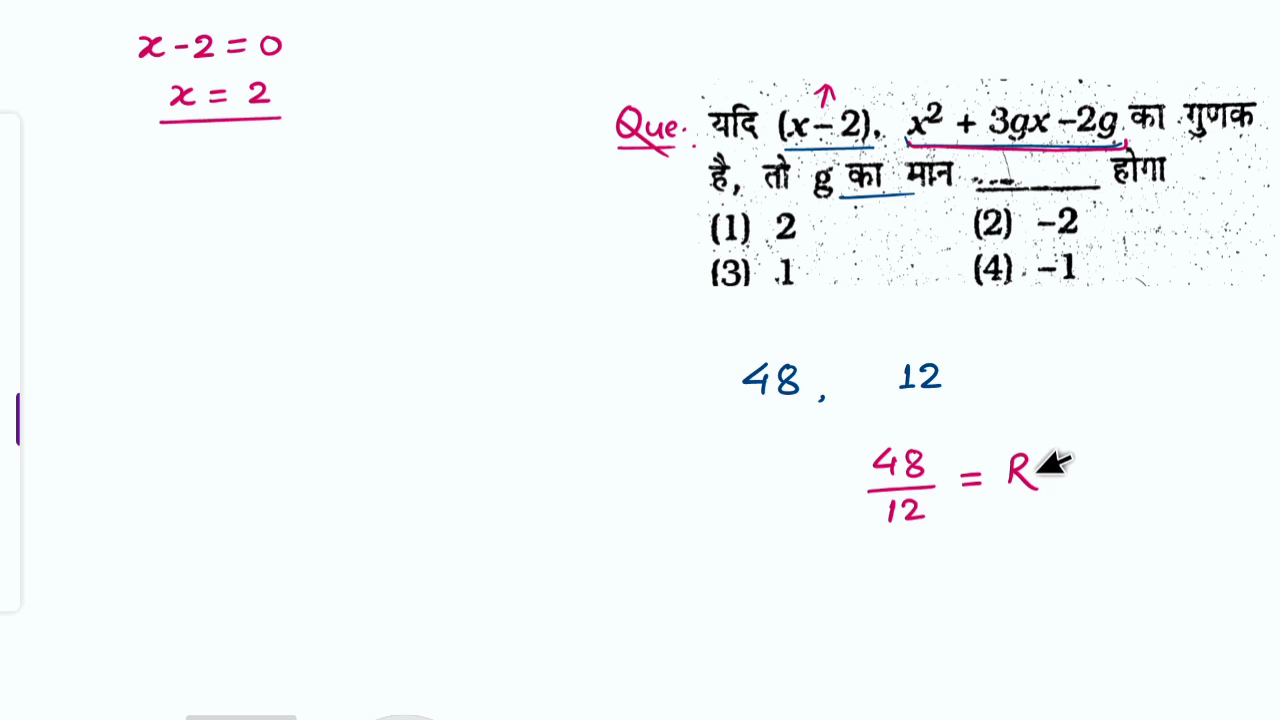 x - 2 = 0
x = 2
Que. यदि (x – 2), x² + 3gx – 2g का गुणक
है, तो g का मान ---____ होगा
(1) 2 (2) –2
(3) 1 (4) –1
48 , 12
48/12 = R